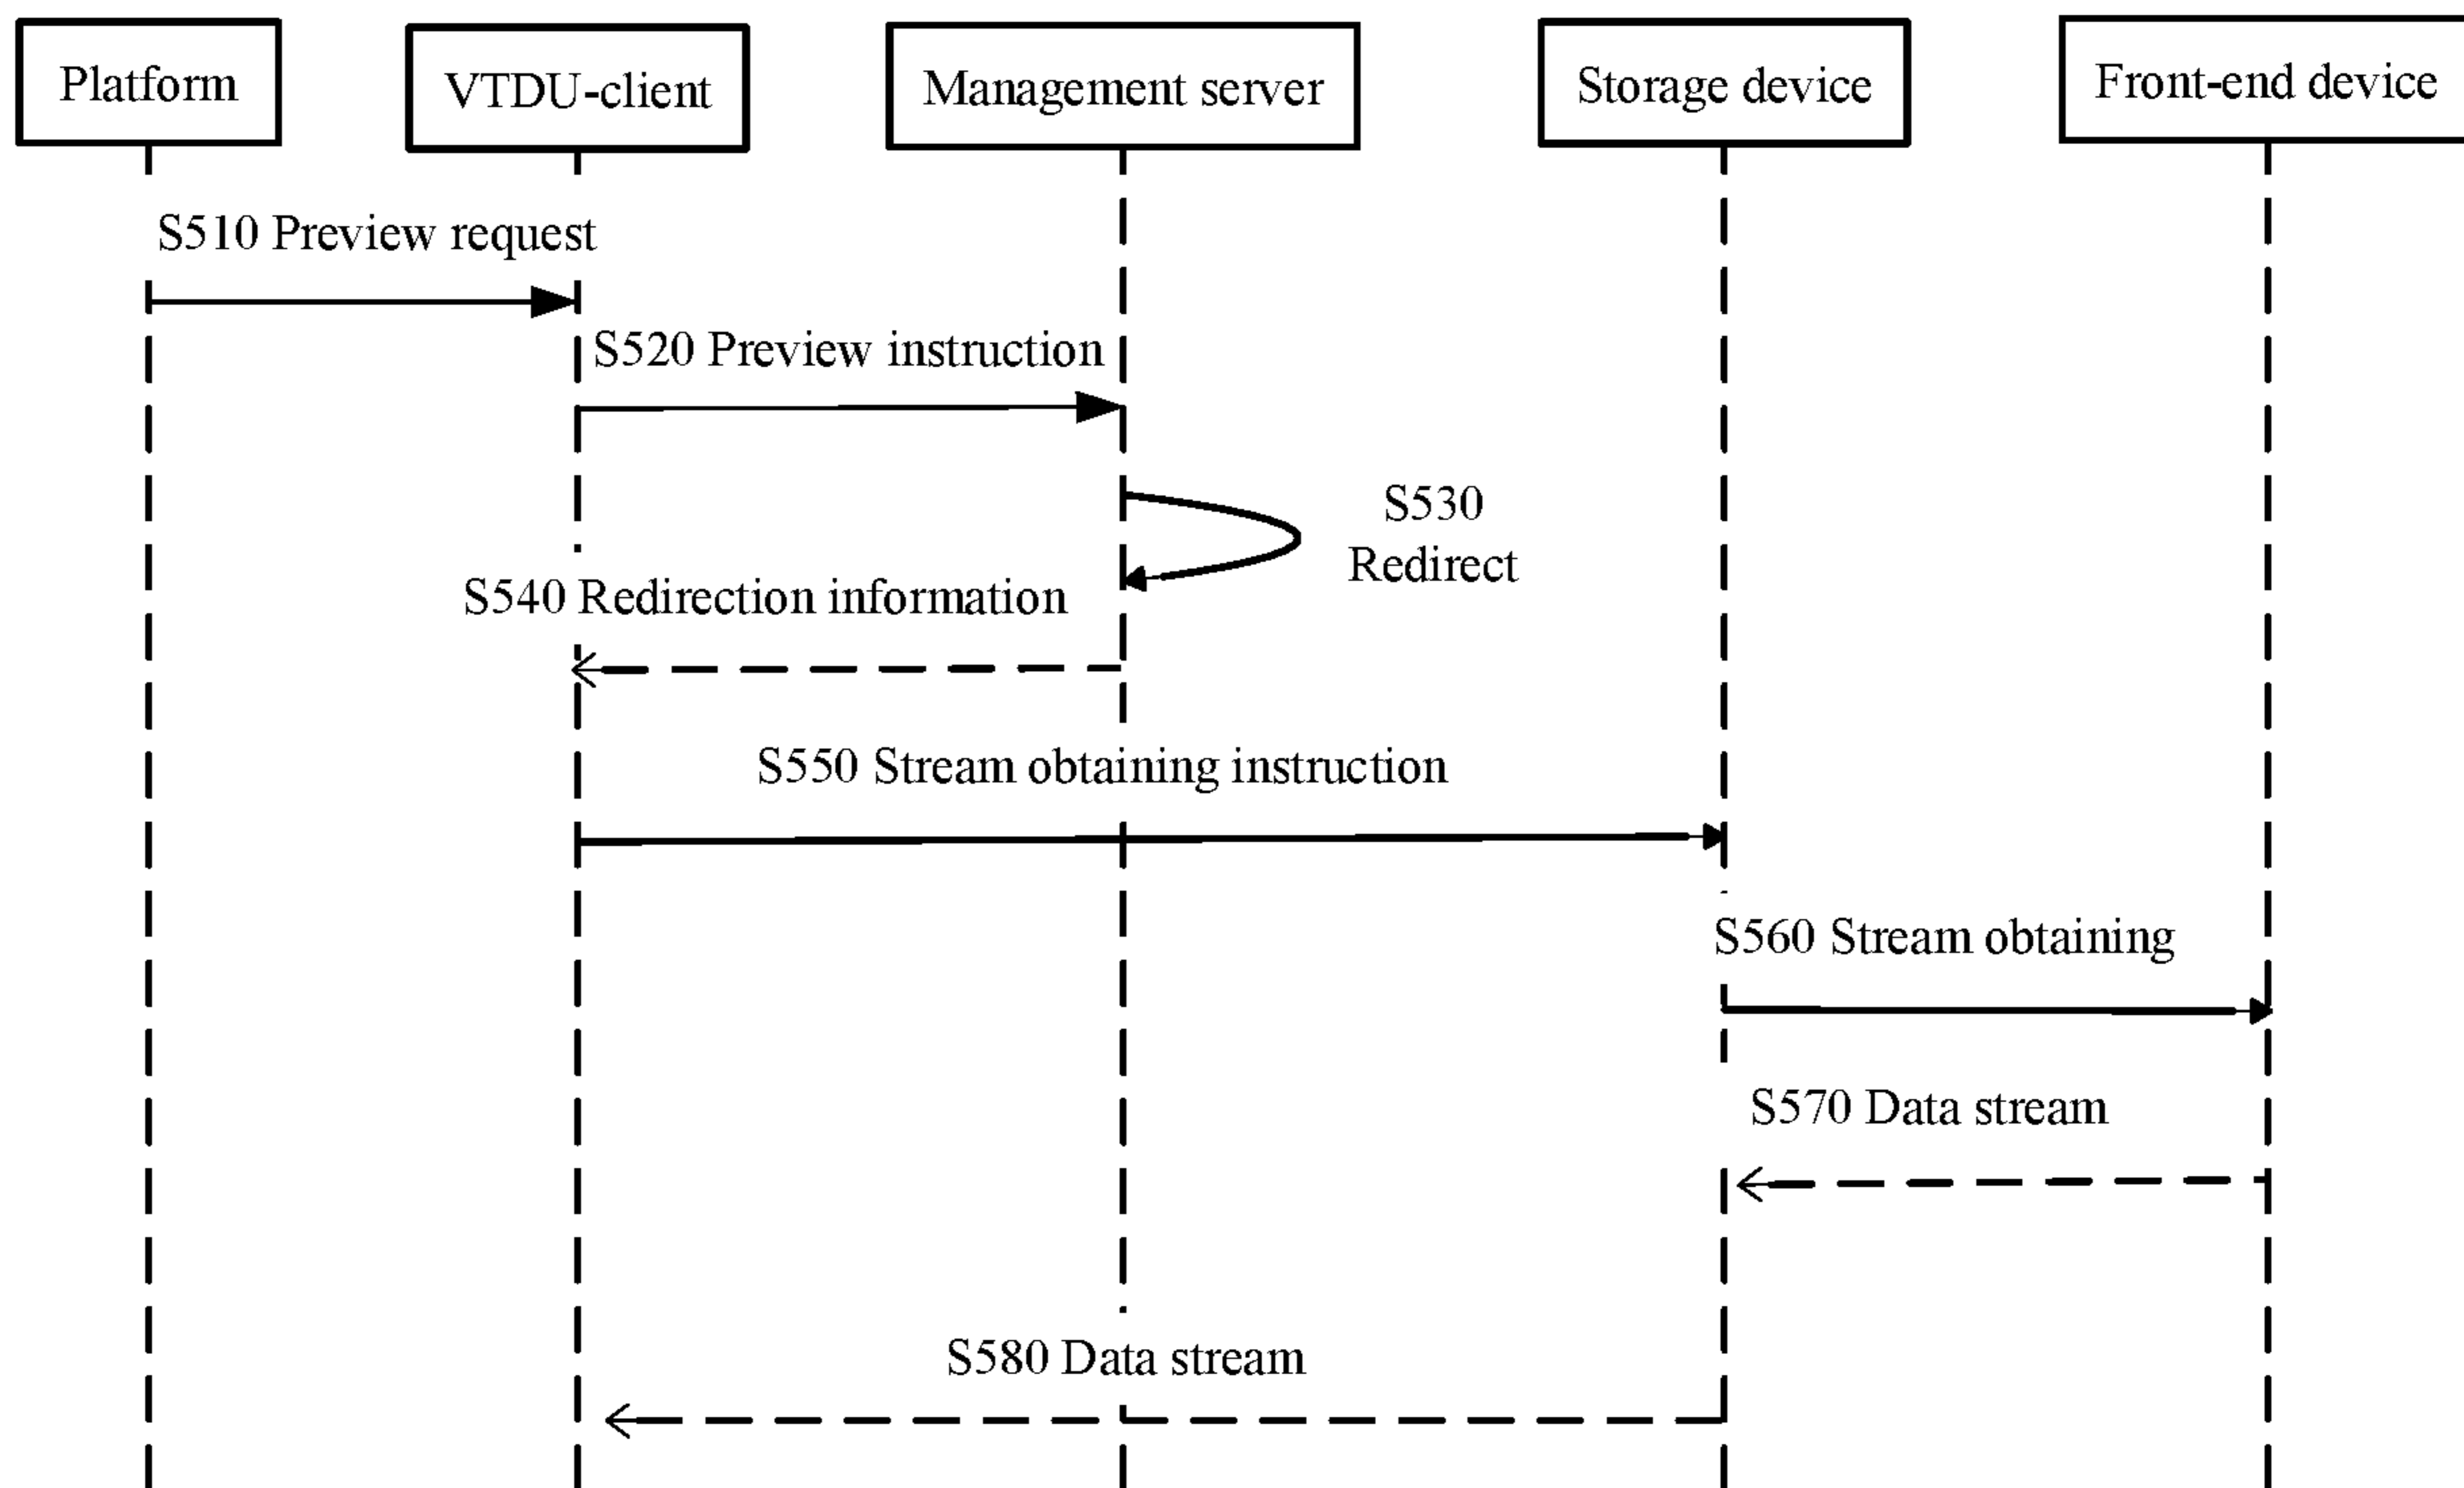 Platform
VTDU-client
Management server
Storage device
Front-end device
S510 Preview request
S520 Preview instruction
S530
Redirect
S540 Redirection information
S550 Stream obtaining instruction
S560 Stream obtaining
S570 Data stream
S580 Data stream